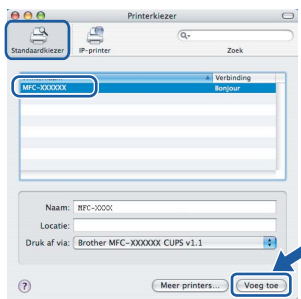 Printerkiezer
Standaardkiezer IP-printer Zoek
Verbinding
MFC-XXXXXX Bonjour
Naam: MFC-XXXX
Locatie:
Druk af via: Brother MFC-XXXXXX CUPS v1.1
? Meer printers... Voeg toe